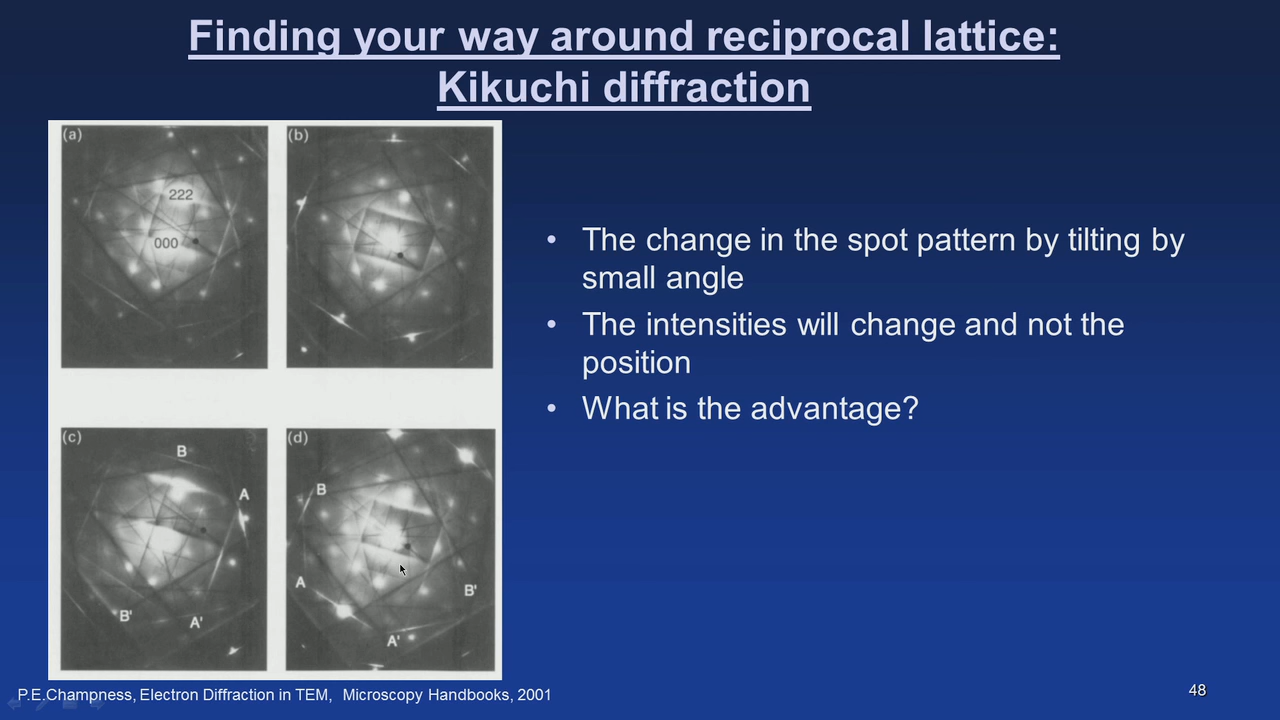 Finding your way around reciprocal lattice:
Kikuchi diffraction
(a)
222
000
(b)
(c)
B
A
B'
A'
(d)
B
A
B'
A'
• The change in the spot pattern by tilting by
small angle
• The intensities will change and not the
position
• What is the advantage?
P.E.Champness, Electron Diffraction in TEM, Microscopy Handbooks, 2001
48